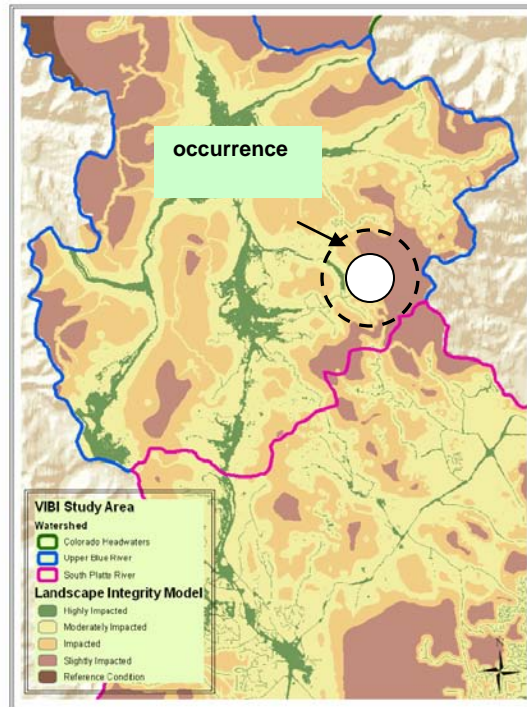 occurrence
VIBI Study Area
Watershed
Colorado Headwaters
Upper Blue River
South Platte River
Landscape Integrity Model
Highly Impacted
Moderately Impacted
Impacted
Slightly Impacted
Reference Condition
N